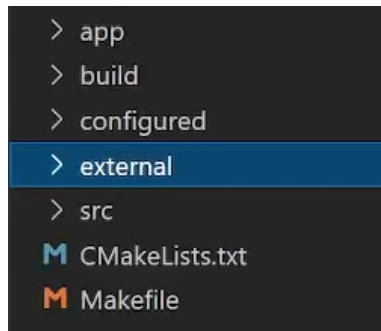 app
build
configured
external
src
CMakeLists.txt
Makefile